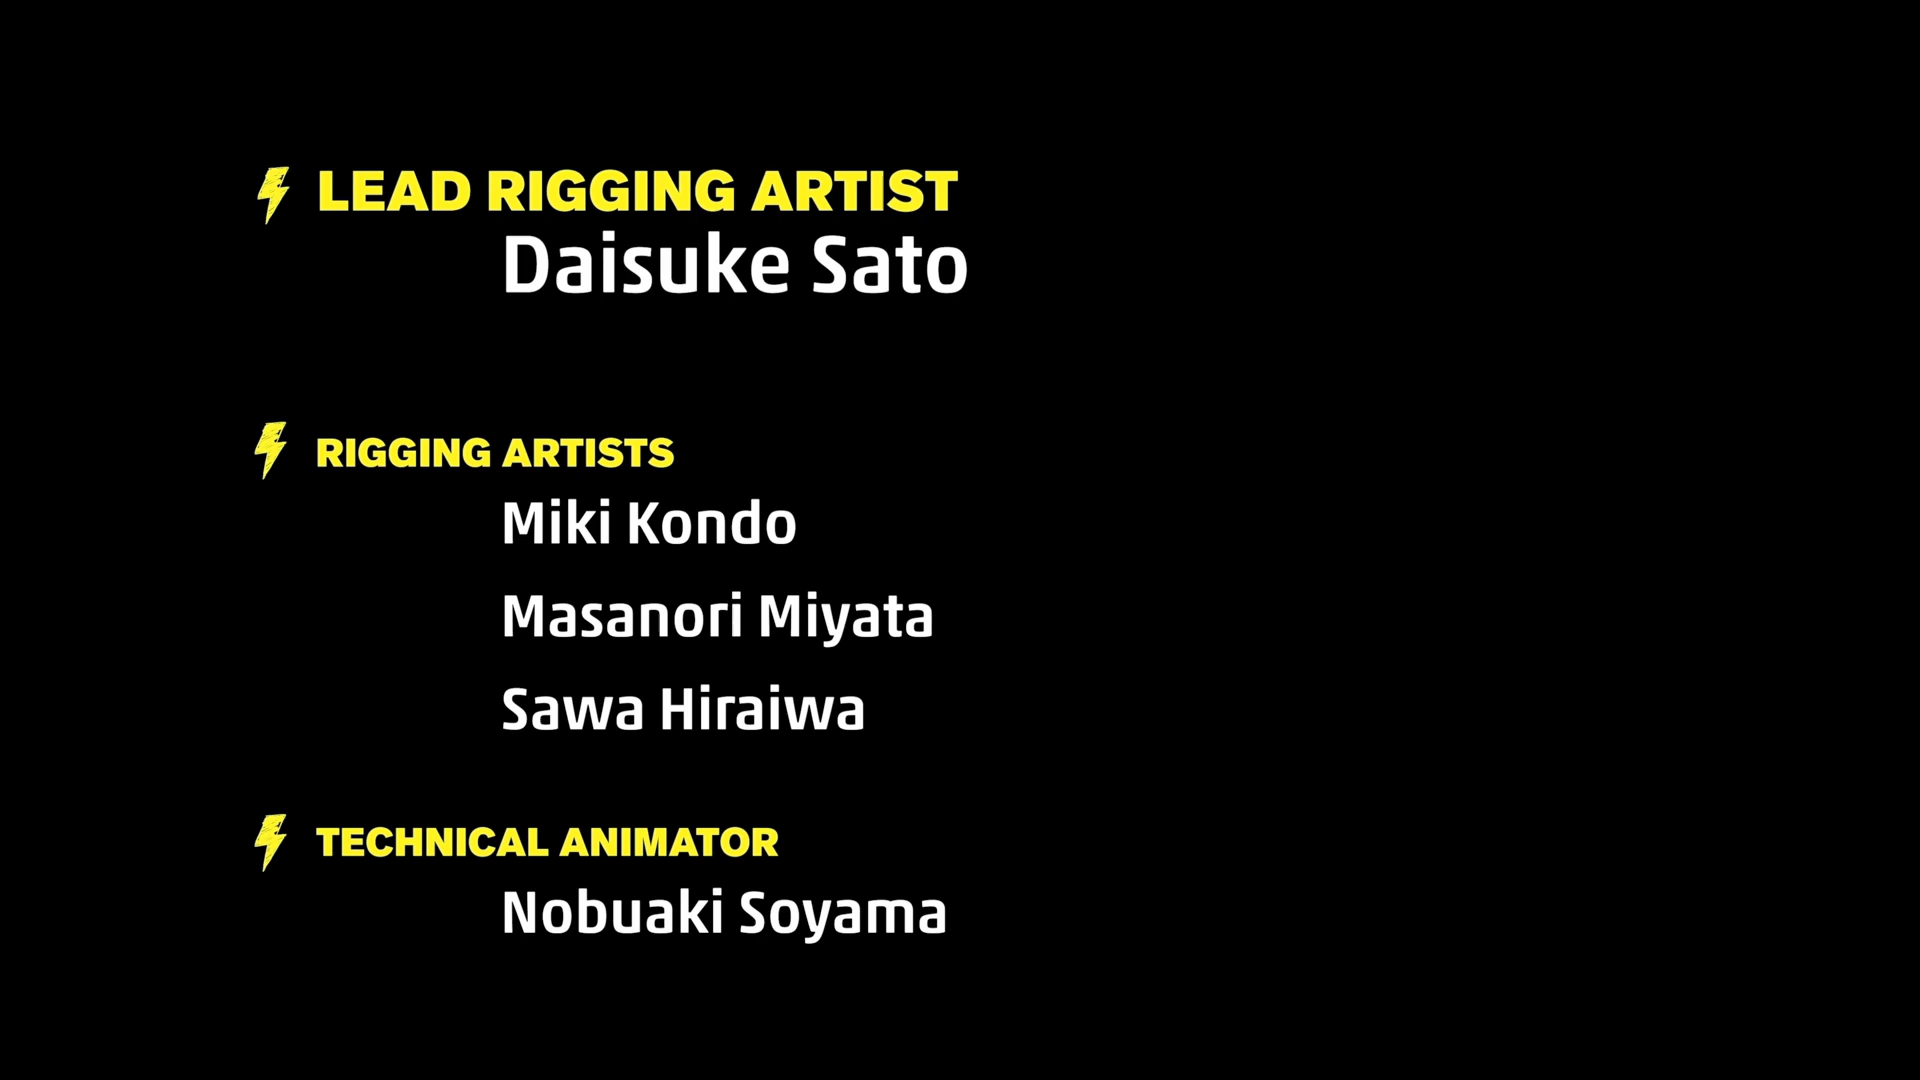 LEAD RIGGING ARTIST
Daisuke Sato
RIGGING ARTISTS
Miki Kondo
Masanori Miyata
Sawa Hiraiwa
TECHNICAL ANIMATOR
Nobuaki Soyama